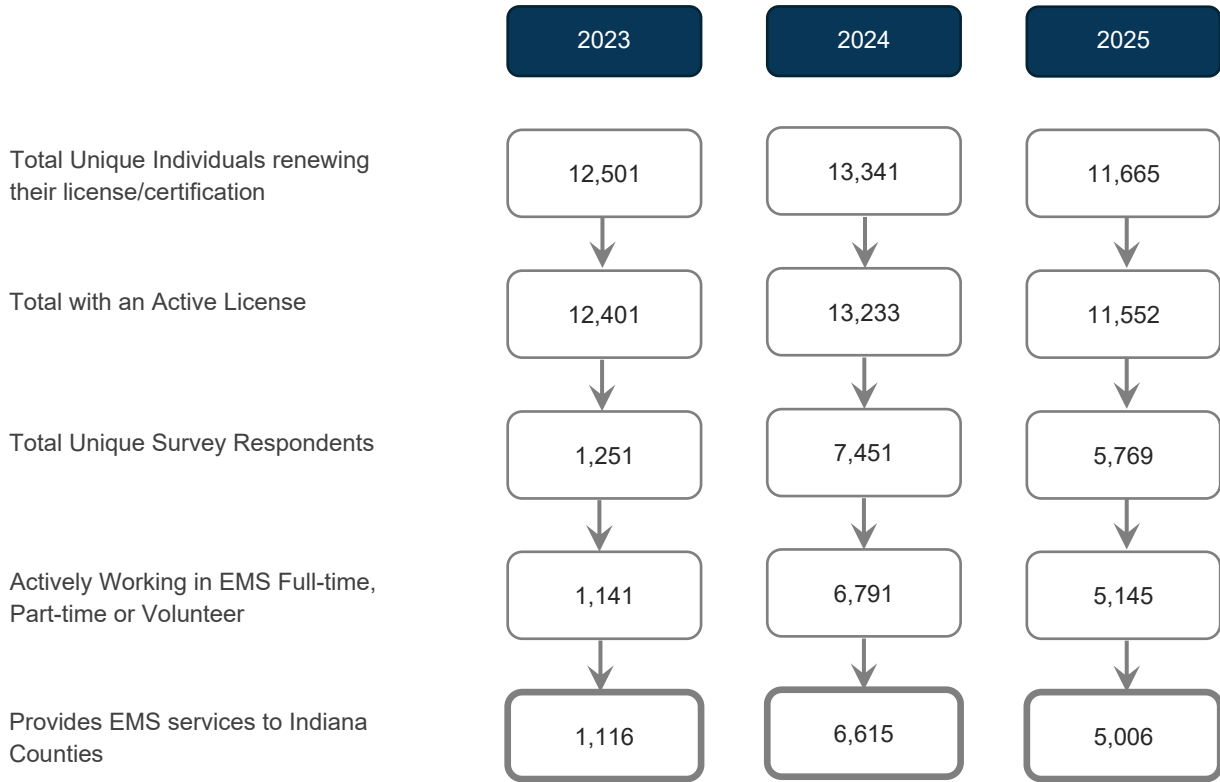 2023 2024 2025
Total Unique Individuals renewing
their license/certification
12,501 13,341 11,665
Total with an Active License
12,401 13,233 11,552
Total Unique Survey Respondents
1,251 7,451 5,769
Actively Working in EMS Full-time,
Part-time or Volunteer
1,141 6,791 5,145
Provides EMS services to Indiana
Counties
1,116 6,615 5,006